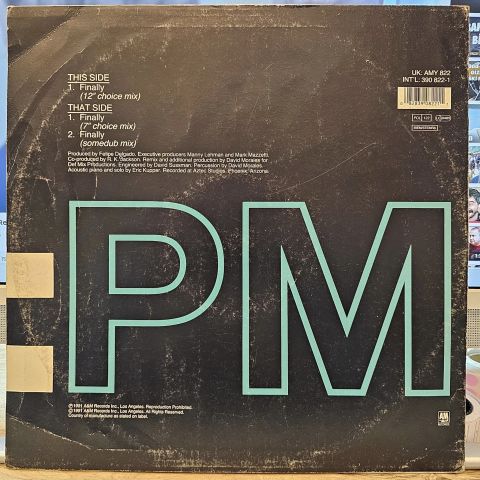 THIS SIDE
1. Finally
(12" choice mix)
THAT SIDE
1. Finally
(7" choice mix)
2. Finally
(somedub mix)
Produced by Felipe Delgado. Executive producers Manny Lehman and Mark Mazzetti.
Co-produced by R. K. Jackson. Remix and additional production by David Morales for
Def Mix Productions. Engineered by David Sussman. Percussion by David Morales.
Acoustic piano and solo by Eric Kupper. Recorded at Aztec Studios, Phoenix, Arizona.
UK: AMY 822
INT'L: 390 822-1
PM
℗ 1991 A&M Records Inc., Los Angeles. Reproduction Prohibited.
© 1991 A&M Records Inc., Los Angeles. All Rights Reserved.
Country of manufacture as stated on label.
A&M